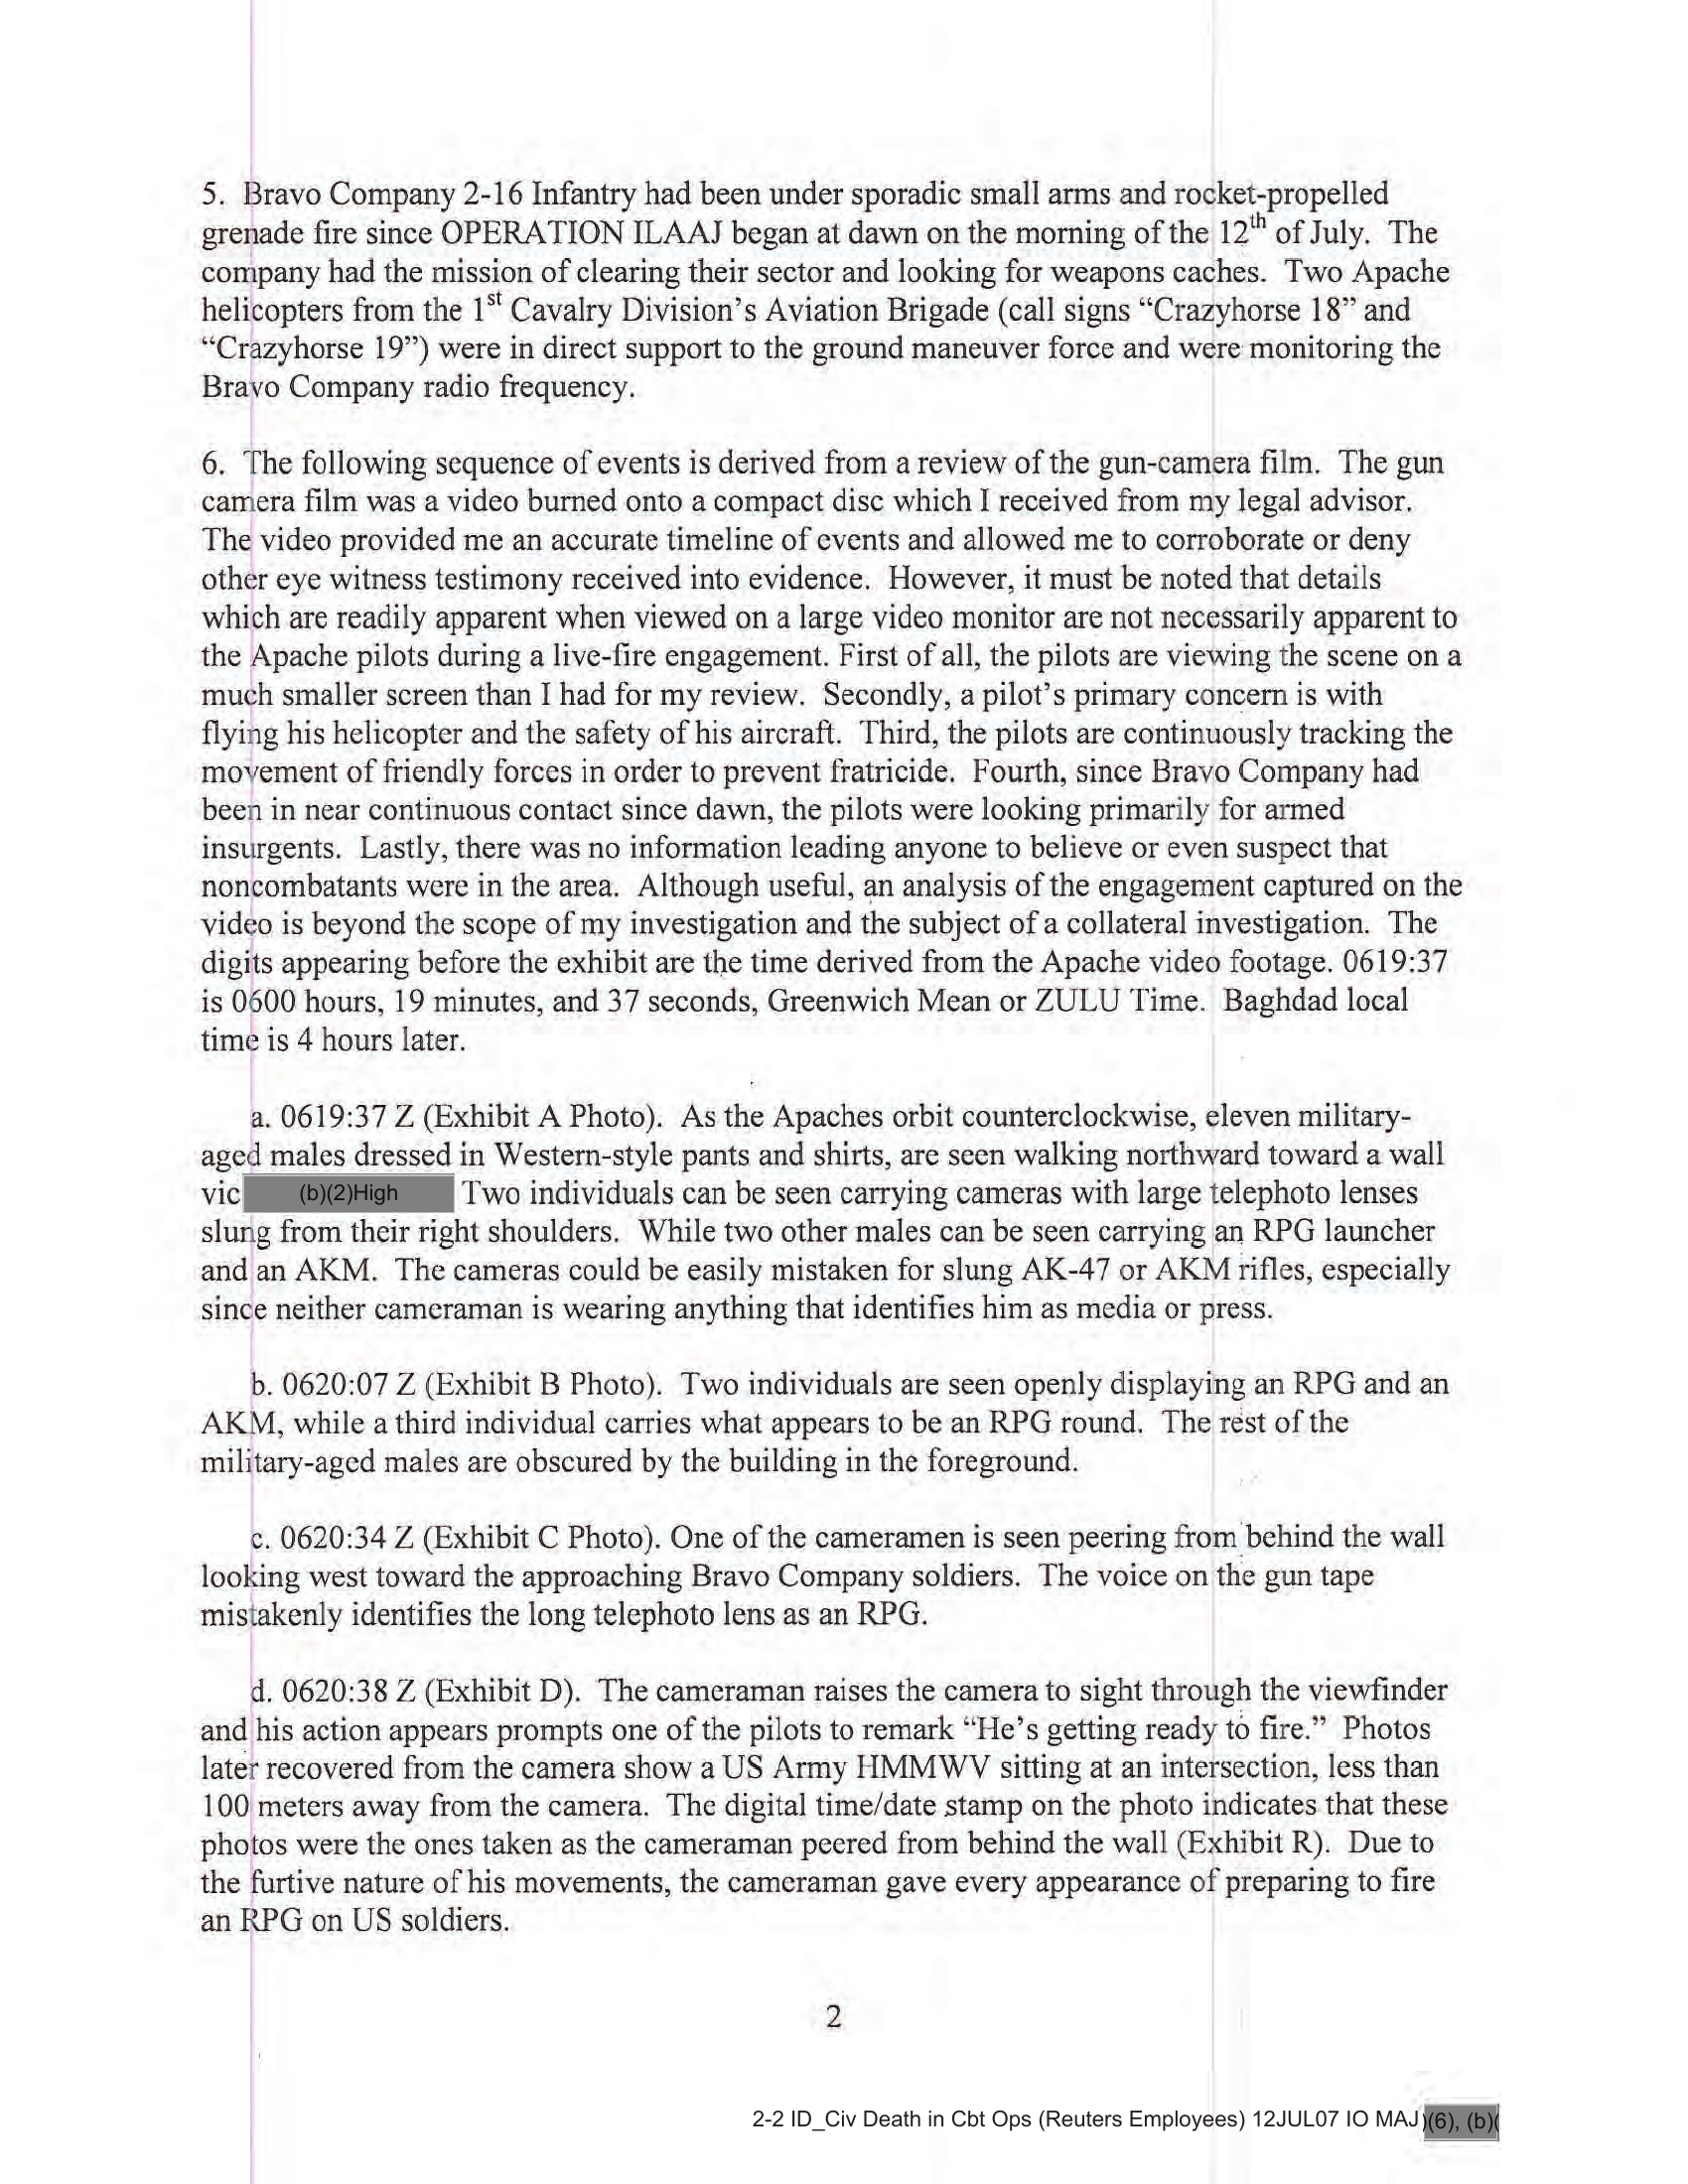 5.  Bravo Company 2-16 Infantry had been under sporadic small arms and rocket-propelled
grenade fire since OPERATION ILAAJ began at dawn on the morning of the 12th of July.  The
company had the mission of clearing their sector and looking for weapons caches.  Two Apache
helicopters from the 1st Cavalry Division's Aviation Brigade (call signs “Crazyhorse 18” and
“Crazyhorse 19”) were in direct support to the ground maneuver force and were monitoring the
Bravo Company radio frequency.
6.  The following sequence of events is derived from a review of the gun-camera film.  The gun
camera film was a video burned onto a compact disc which I received from my legal advisor.
The video provided me an accurate timeline of events and allowed me to corroborate or deny
other eye witness testimony received into evidence.  However, it must be noted that details
which are readily apparent when viewed on a large video monitor are not necessarily apparent to
the Apache pilots during a live-fire engagement. First of all, the pilots are viewing the scene on a
much smaller screen than I had for my review.  Secondly, a pilot's primary concern is with
flying his helicopter and the safety of his aircraft.  Third, the pilots are continuously tracking the
movement of friendly forces in order to prevent fratricide.  Fourth, since Bravo Company had
been in near continuous contact since dawn, the pilots were looking primarily for armed
insurgents.  Lastly, there was no information leading anyone to believe or even suspect that
noncombatants were in the area.  Although useful, an analysis of the engagement captured on the
video is beyond the scope of my investigation and the subject of a collateral investigation.  The
digits appearing before the exhibit are the time derived from the Apache video footage. 0619:37
is 0600 hours, 19 minutes, and 37 seconds, Greenwich Mean or ZULU Time.  Baghdad local
time is 4 hours later.
a. 0619:37 Z (Exhibit A Photo).  As the Apaches orbit counterclockwise, eleven military-
aged males dressed in Western-style pants and shirts, are seen walking northward toward a wall
vic (b)(2)High Two individuals can be seen carrying cameras with large telephoto lenses
slung from their right shoulders.  While two other males can be seen carrying an RPG launcher
and an AKM.  The cameras could be easily mistaken for slung AK-47 or AKM rifles, especially
since neither cameraman is wearing anything that identifies him as media or press.
b. 0620:07 Z (Exhibit B Photo).  Two individuals are seen openly displaying an RPG and an
AKM, while a third individual carries what appears to be an RPG round.  The rest of the
military-aged males are obscured by the building in the foreground.
c. 0620:34 Z (Exhibit C Photo). One of the cameramen is seen peering from behind the wall
looking west toward the approaching Bravo Company soldiers.  The voice on the gun tape
mistakenly identifies the long telephoto lens as an RPG.
d. 0620:38 Z (Exhibit D).  The cameraman raises the camera to sight through the viewfinder
and his action appears prompts one of the pilots to remark “He's getting ready to fire.”  Photos
later recovered from the camera show a US Army HMMWV sitting at an intersection, less than
100 meters away from the camera.  The digital time/date stamp on the photo indicates that these
photos were the ones taken as the cameraman peered from behind the wall (Exhibit R).  Due to
the furtive nature of his movements, the cameraman gave every appearance of preparing to fire
an RPG on US soldiers.
2
2-2 ID_Civ Death in Cbt Ops (Reuters Employees) 12JUL07 IO MAJ )(6), (b)(